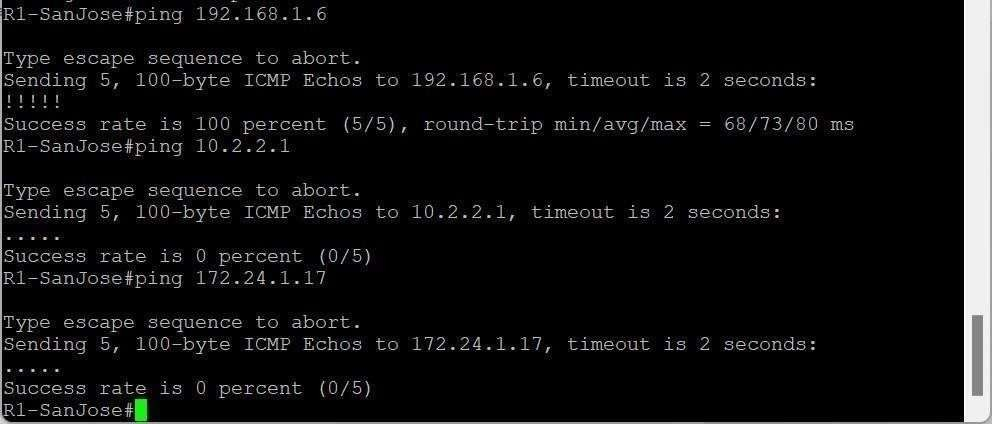 R1-SanJose#ping 192.168.1.6
Type escape sequence to abort.
Sending 5, 100-byte ICMP Echos to 192.168.1.6, timeout is 2 seconds:
!!!!!
Success rate is 100 percent (5/5), round-trip min/avg/max = 68/73/80 ms
R1-SanJose#ping 10.2.2.1
Type escape sequence to abort.
Sending 5, 100-byte ICMP Echos to 10.2.2.1, timeout is 2 seconds:
.....
Success rate is 0 percent (0/5)
R1-SanJose#ping 172.24.1.17
Type escape sequence to abort.
Sending 5, 100-byte ICMP Echos to 172.24.1.17, timeout is 2 seconds:
.....
Success rate is 0 percent (0/5)
R1-SanJose#